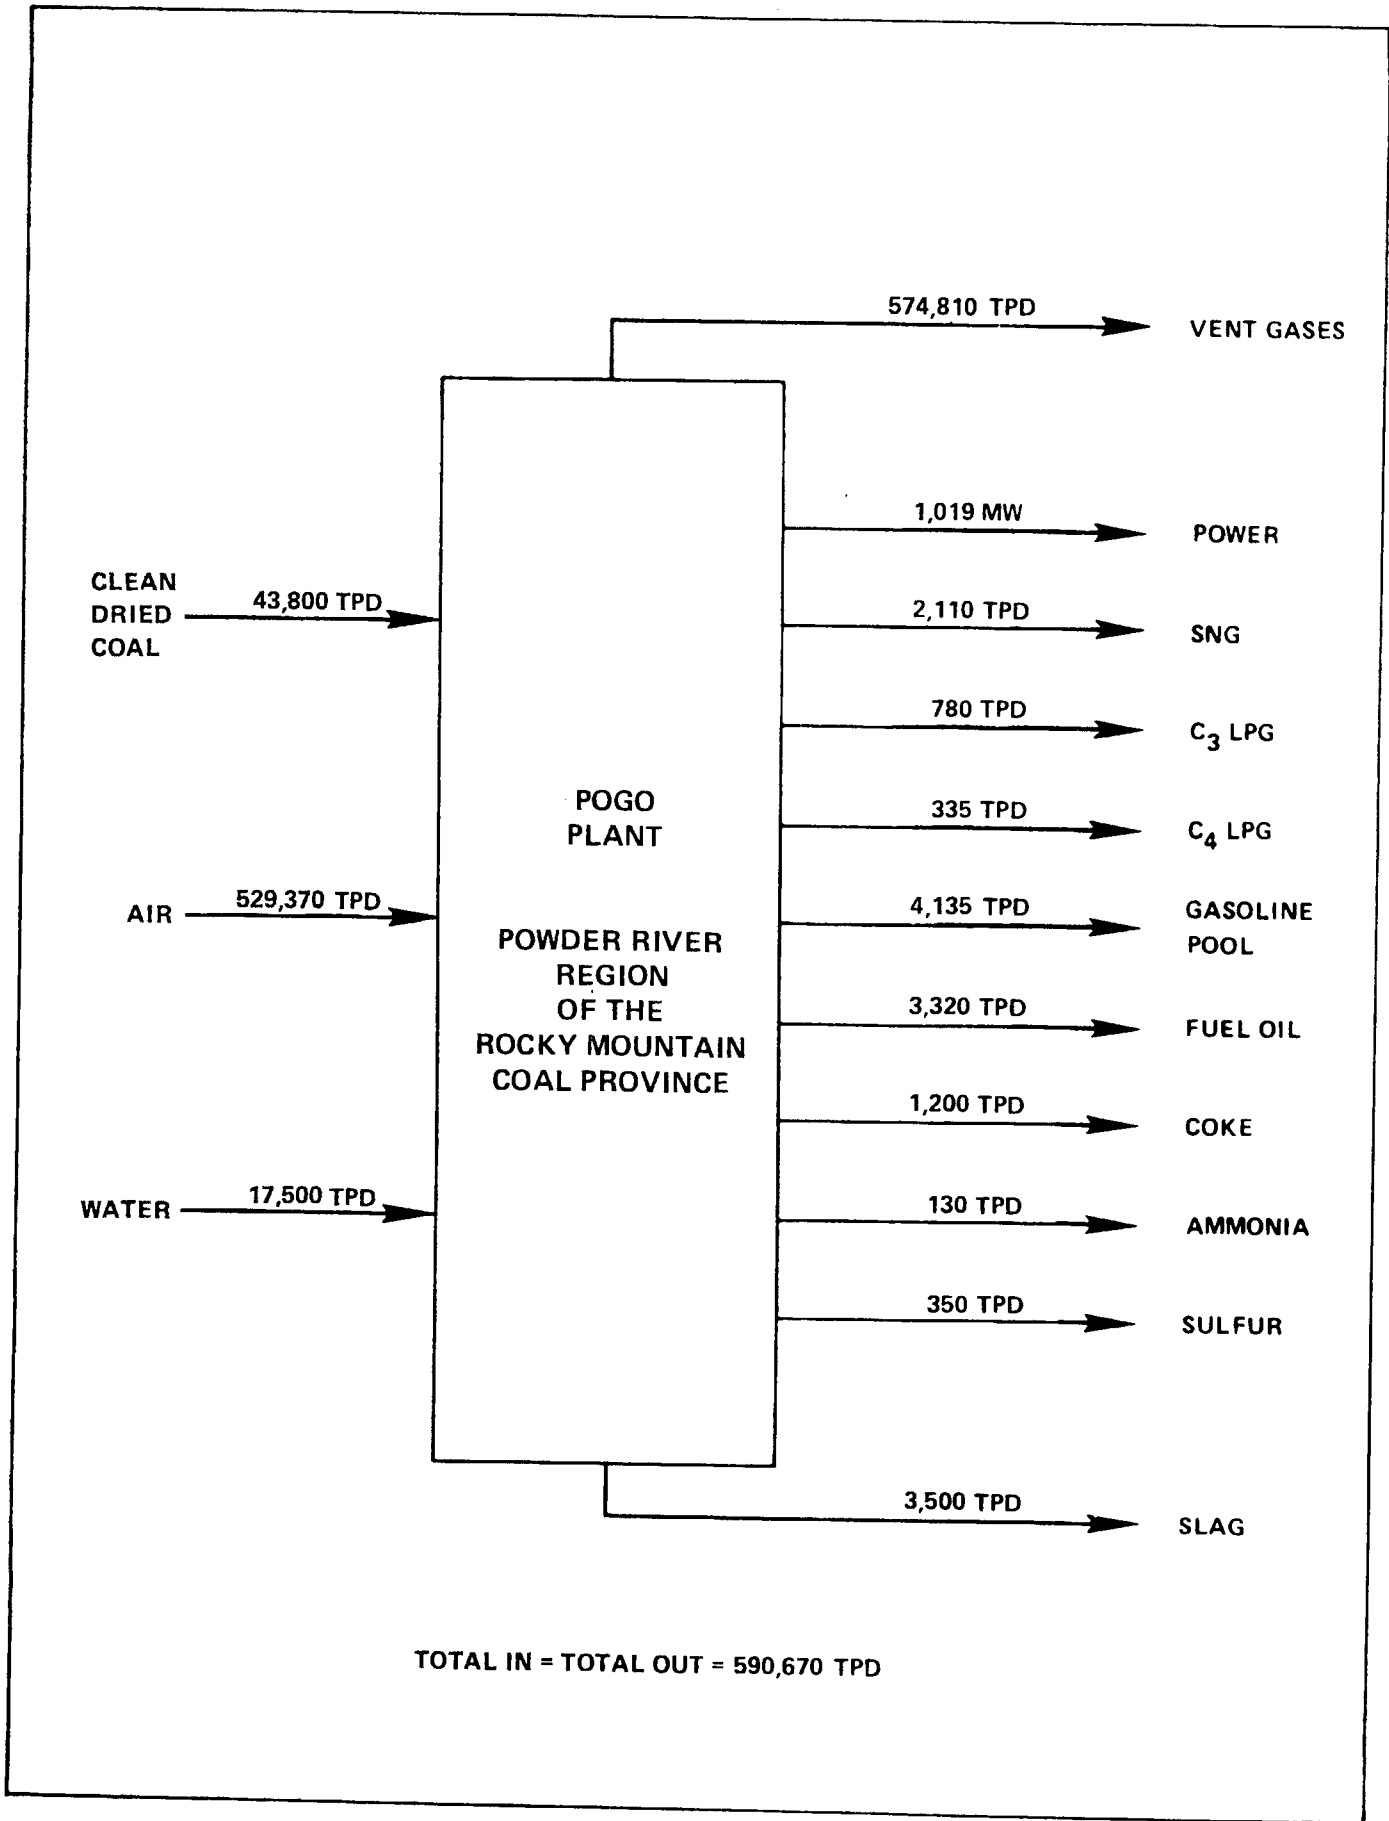 574,810 TPD
VENT GASES
1,019 MW
POWER
CLEAN
DRIED
COAL
43,800 TPD
2,110 TPD
SNG
780 TPD
C3 LPG
POGO
PLANT
335 TPD
C4 LPG
AIR
529,370 TPD
4,135 TPD
GASOLINE
POOL
POWDER RIVER
REGION
OF THE
ROCKY MOUNTAIN
COAL PROVINCE
3,320 TPD
FUEL OIL
1,200 TPD
COKE
WATER
17,500 TPD
130 TPD
AMMONIA
350 TPD
SULFUR
3,500 TPD
SLAG
TOTAL IN = TOTAL OUT = 590,670 TPD